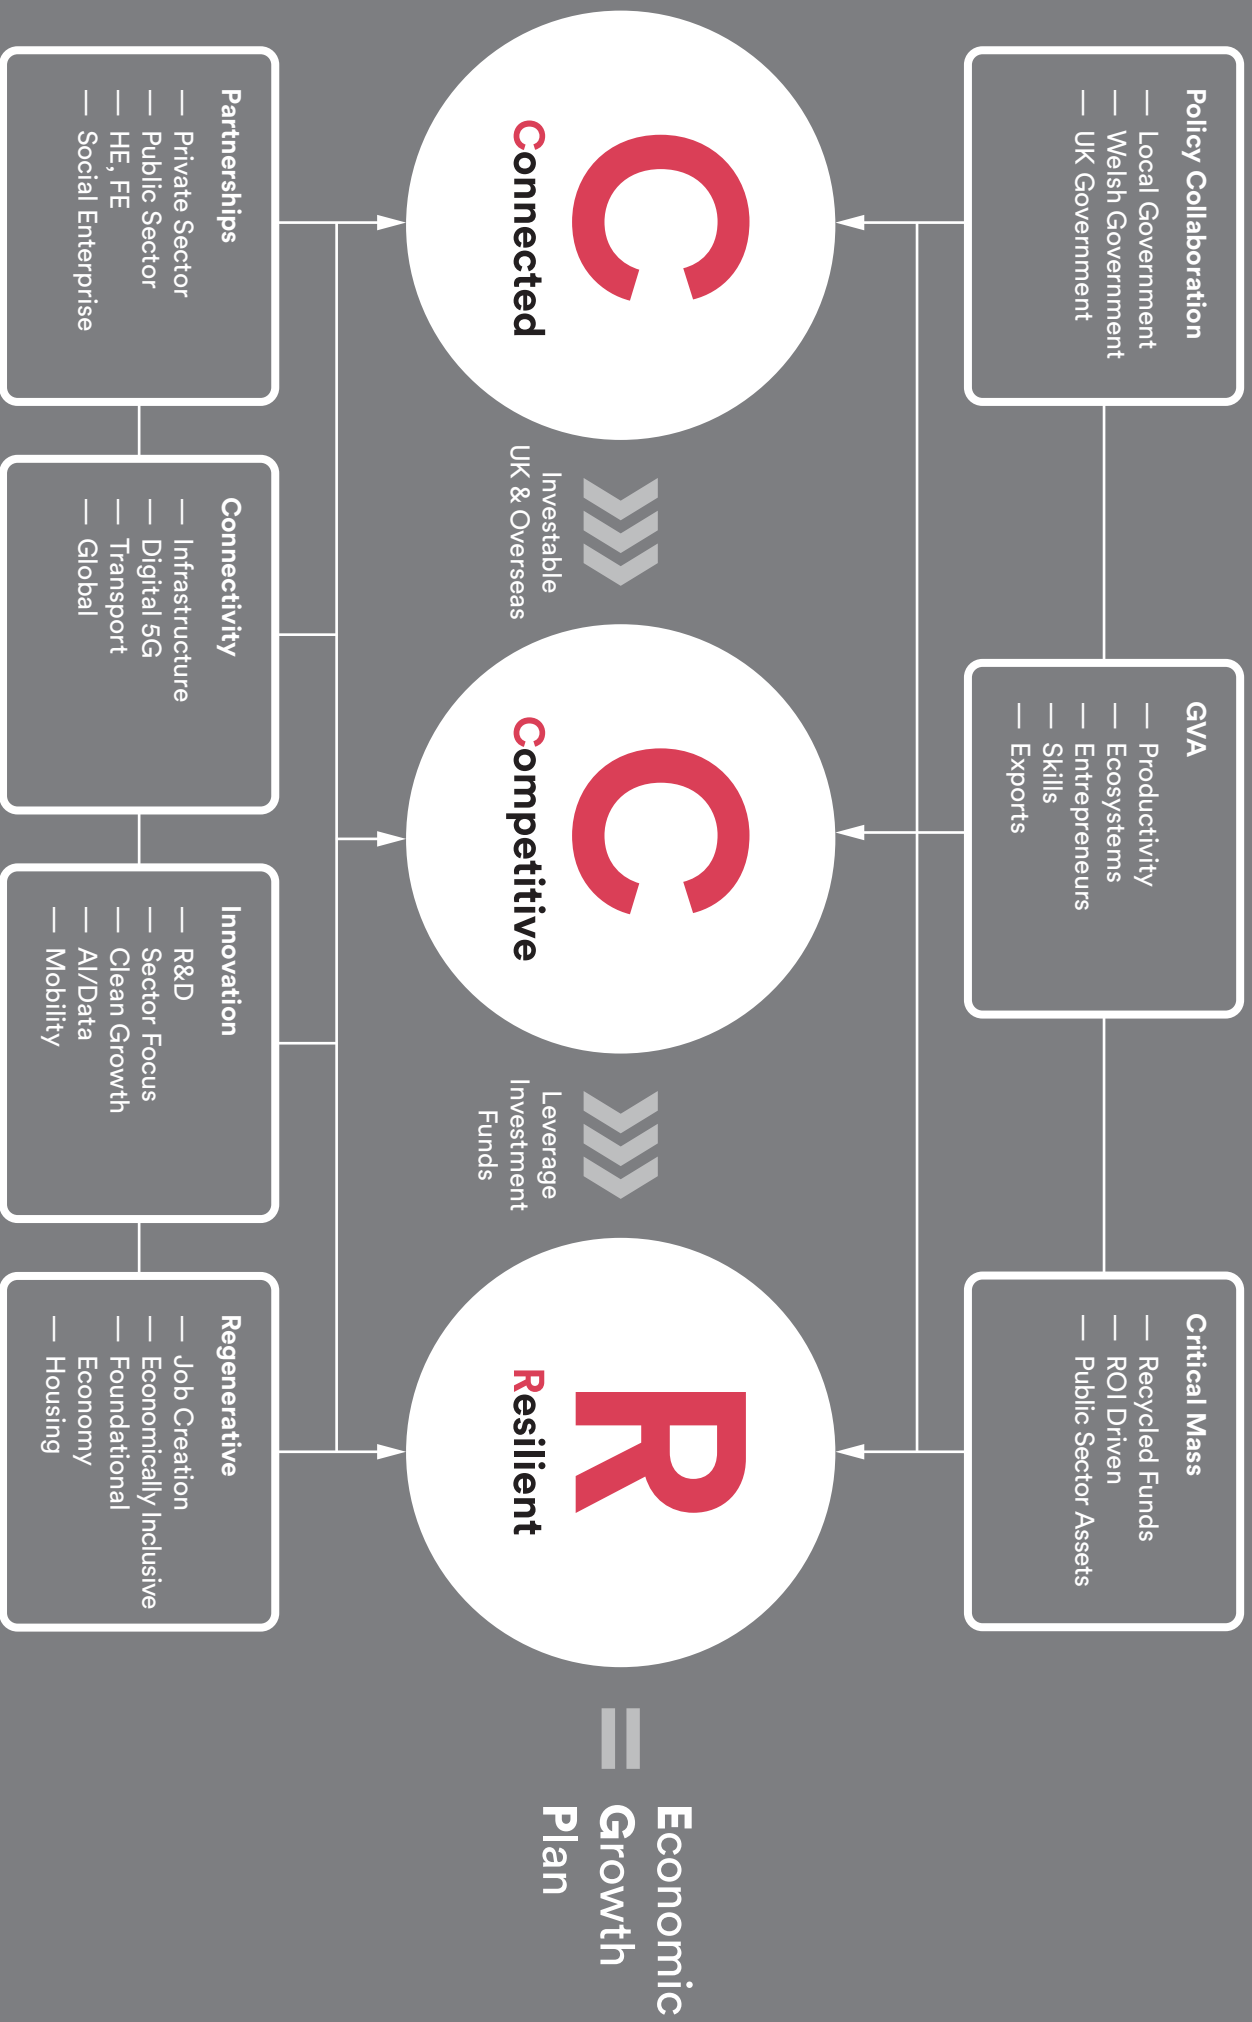 Policy Collaboration
— Local Government
— Welsh Government
— UK Government
GVA
— Productivity
— Ecosystems
— Entrepreneurs
— Skills
— Exports
Critical Mass
— Recycled Funds
— ROI Driven
— Public Sector Assets
C
Connected
Investable
UK & Overseas
C
Competitive
Leverage
Investment
Funds
R
Resilient
=
Economic
Growth
Plan
Partnerships
— Private Sector
— Public Sector
— HE, FE
— Social Enterprise
Connectivity
— Infrastructure
— Digital 5G
— Transport
— Global
Innovation
— R&D
— Sector Focus
— Clean Growth
— AI/Data
— Mobility
Regenerative
— Job Creation
— Economically Inclusive
— Foundational
Economy
— Housing